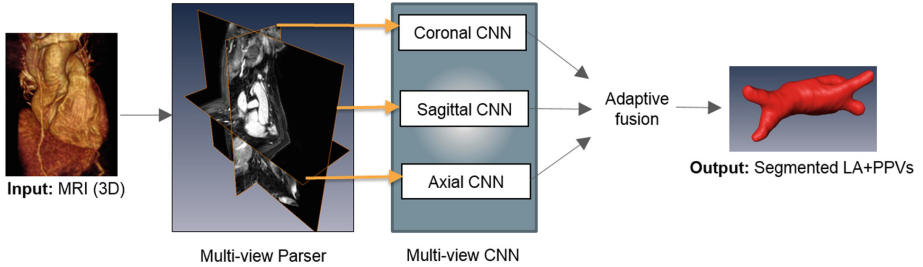 Input: MRI (3D)
Multi-view Parser
Coronal CNN
Sagittal CNN
Axial CNN
Multi-view CNN
Adaptive
fusion
Output: Segmented LA+PPVs